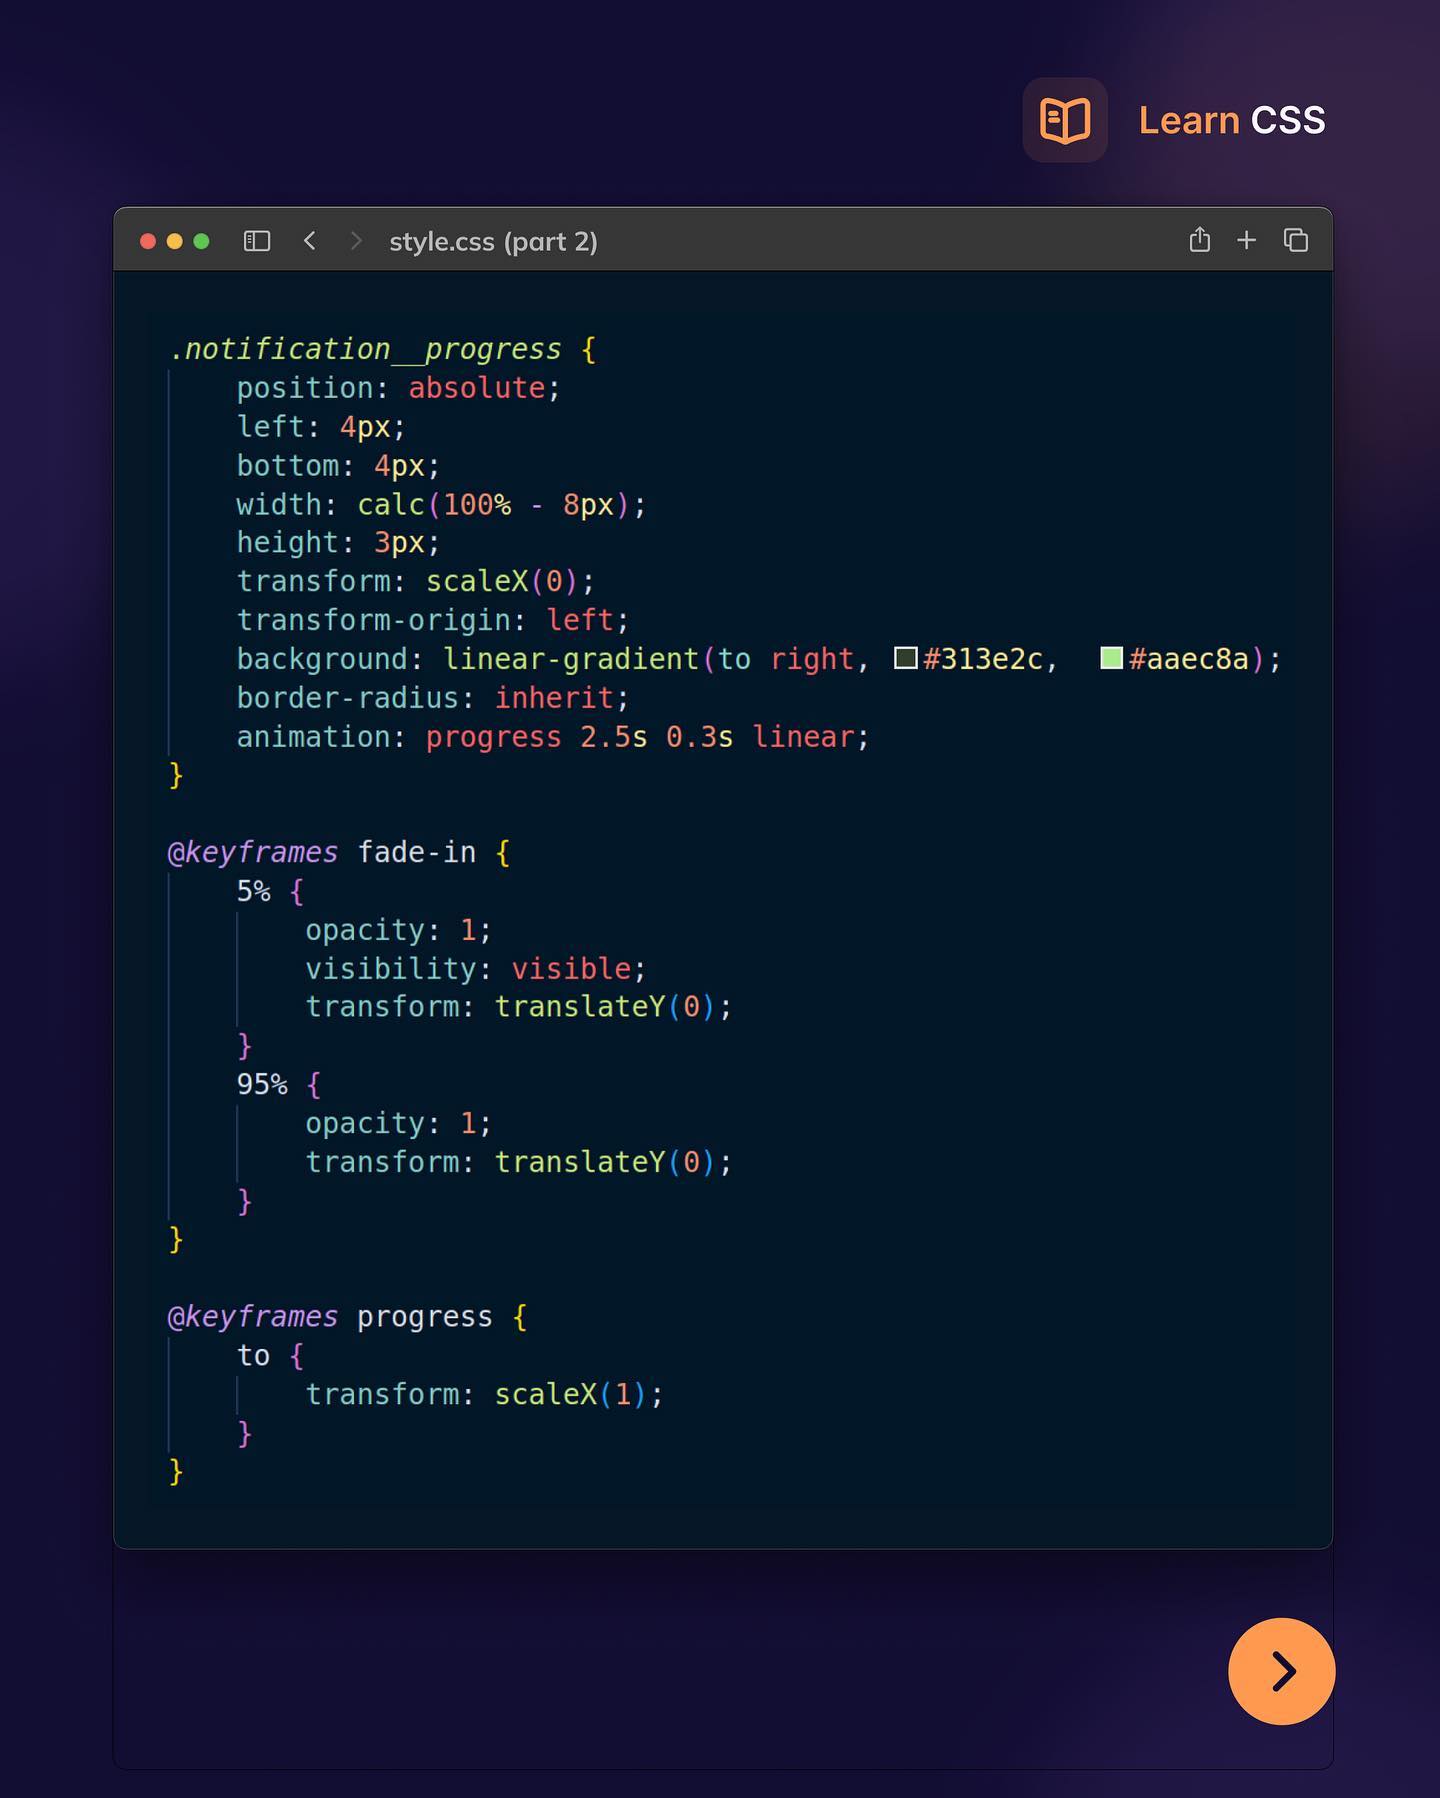 Learn CSS
style.css (part 2)
.notification__progress {
    position: absolute;
    left: 4px;
    bottom: 4px;
    width: calc(100% - 8px);
    height: 3px;
    transform: scaleX(0);
    transform-origin: left;
    background: linear-gradient(to right, #313e2c,  #aaec8a);
    border-radius: inherit;
    animation: progress 2.5s 0.3s linear;
}

@keyframes fade-in {
    5% {
        opacity: 1;
        visibility: visible;
        transform: translateY(0);
    }
    95% {
        opacity: 1;
        transform: translateY(0);
    }
}

@keyframes progress {
    to {
        transform: scaleX(1);
    }
}